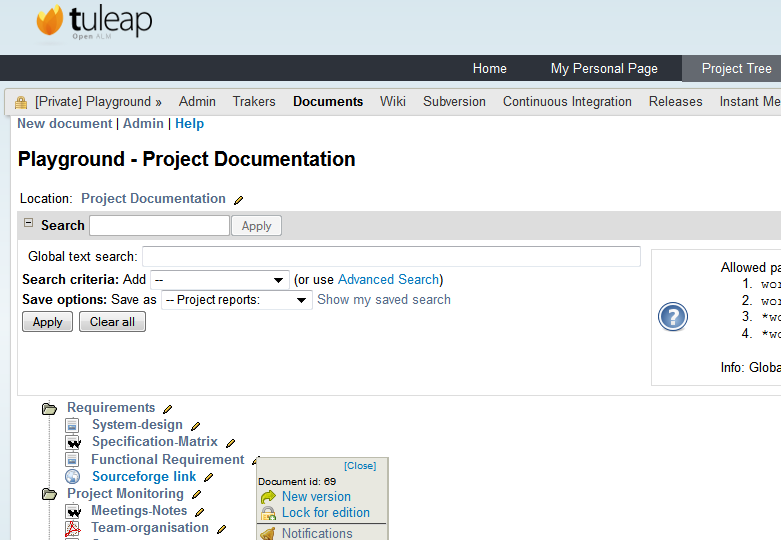 tuleap
Open ALM
Home My Personal Page Project Tree
[Private] Playground » Admin Trakers Documents Wiki Subversion Continuous Integration Releases Instant Me
New document | Admin | Help
Playground - Project Documentation
Location: Project Documentation
Search Apply
Global text search:
Search criteria: Add -- (or use Advanced Search)
Save options: Save as -- Project reports: Show my saved search
Apply Clear all
Allowed pa
1. wor
2. wor
3. *wo
4. *wo
Info: Globa
Requirements
System-design
Specification-Matrix
Functional Requirement
Sourceforge link
Project Monitoring
Meetings-Notes
Team-organisation
[Close]
Document id: 69
New version
Lock for edition
Notifications